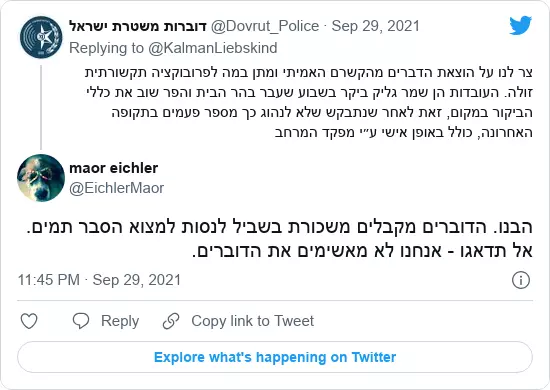 דוברות משטרת ישראל @Dovrut_Police · Sep 29, 2021
Replying to @KalmanLiebskind
צר לנו על הוצאת הדברים מהקשרם האמיתי ומתן במה לפרובוקציה תקשורתית
זולה. העובדות הן שמר גליק ביקר בשבוע שעבר בהר הבית והפר שוב את כללי
הביקור במקום, זאת לאחר שנתבקש שלא לנהוג כך מספר פעמים בתקופה
האחרונה, כולל באופן אישי ע״י מפקד המרחב
maor eichler
@EichlerMaor
הבנו. הדוברים מקבלים משכורת בשביל לנסות למצוא הסבר תמים.
אל תדאגו - אנחנו לא מאשימים את הדוברים.
11:45 PM · Sep 29, 2021
Reply Copy link to Tweet
Explore what's happening on Twitter